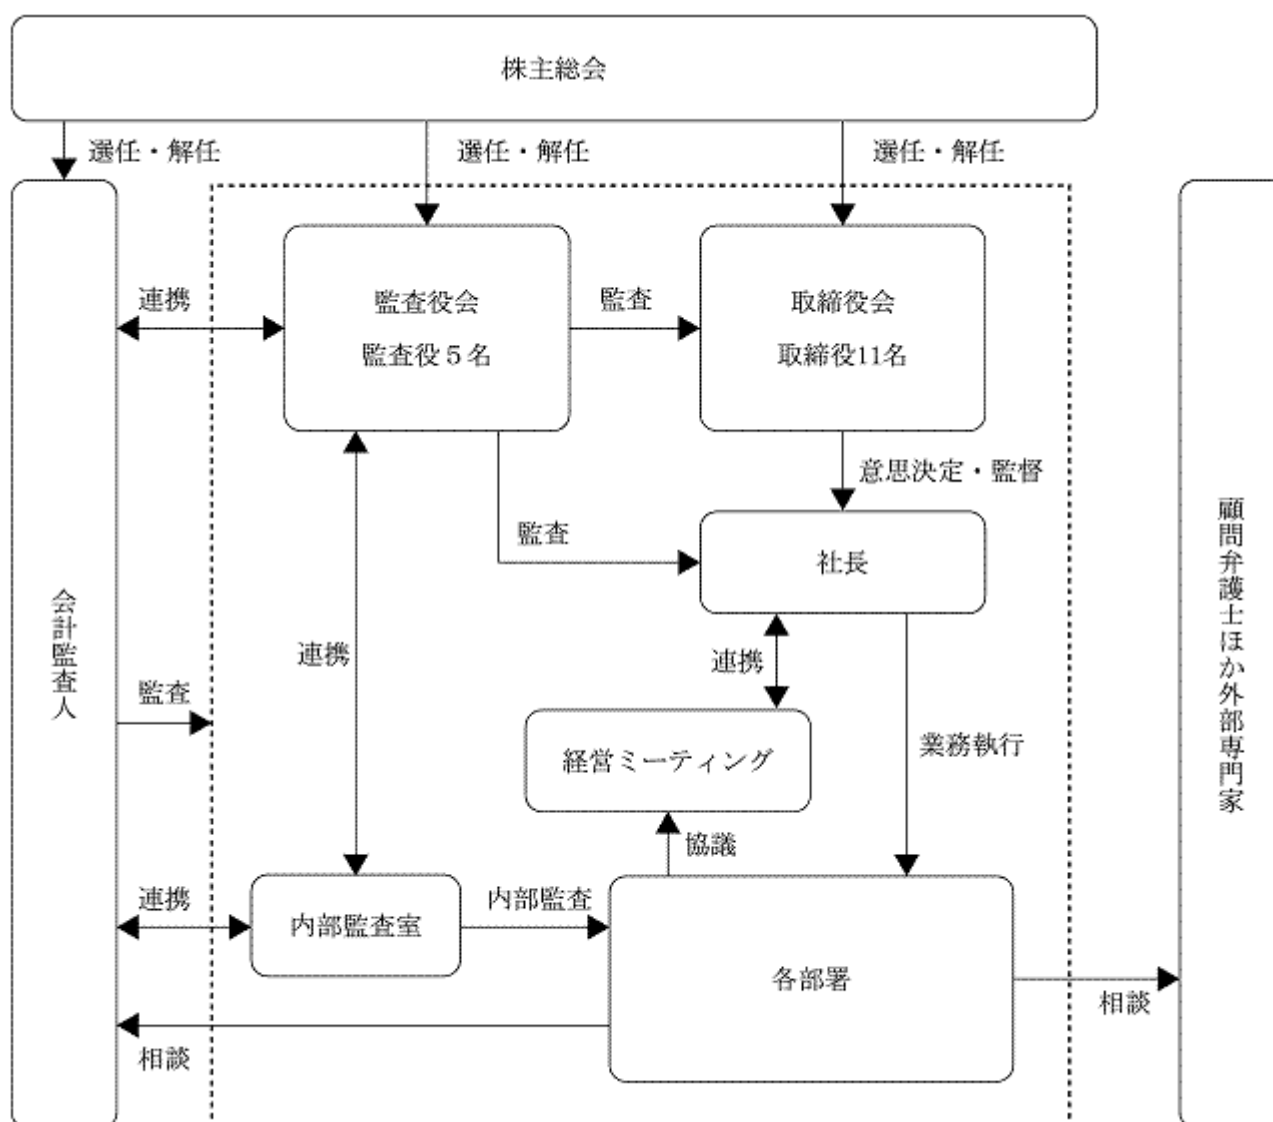 株主総会
選任・解任
選任・解任
選任・解任
連携
監査役会
監査役5名
監査
取締役会
取締役11名
意思決定・監督
監査
社長
会計監査人
連携
連携
監査
経営ミーティング
業務執行
顧問弁護士ほか外部専門家
協議
連携
内部監査室
内部監査
各部署
相談
相談